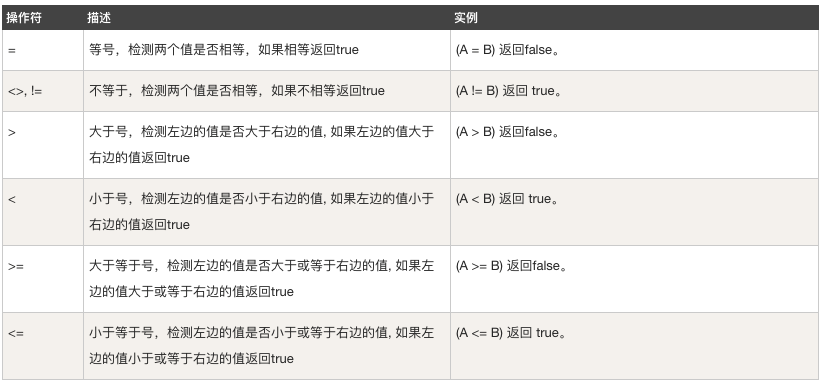 操作符 描述 实例
= 等号，检测两个值是否相等，如果相等返回true (A = B) 返回false。
<>, != 不等于，检测两个值是否相等，如果不相等返回true (A != B) 返回 true。
> 大于号，检测左边的值是否大于右边的值, 如果左边的值大于 (A > B) 返回false。
右边的值返回true
< 小于号，检测左边的值是否小于右边的值, 如果左边的值小于 (A < B) 返回 true。
右边的值返回true
>= 大于等于号，检测左边的值是否大于或等于右边的值, 如果左 (A >= B) 返回false。
边的值大于或等于右边的值返回true
<= 小于等于号，检测左边的值是否小于或等于右边的值, 如果左 (A <= B) 返回 true。
边的值小于或等于右边的值返回true